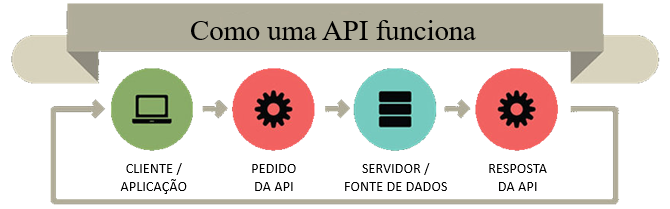 Como uma API funciona
CLIENTE /
APLICAÇÃO
PEDIDO
DA API
SERVIDOR /
FONTE DE DADOS
RESPOSTA
DA API